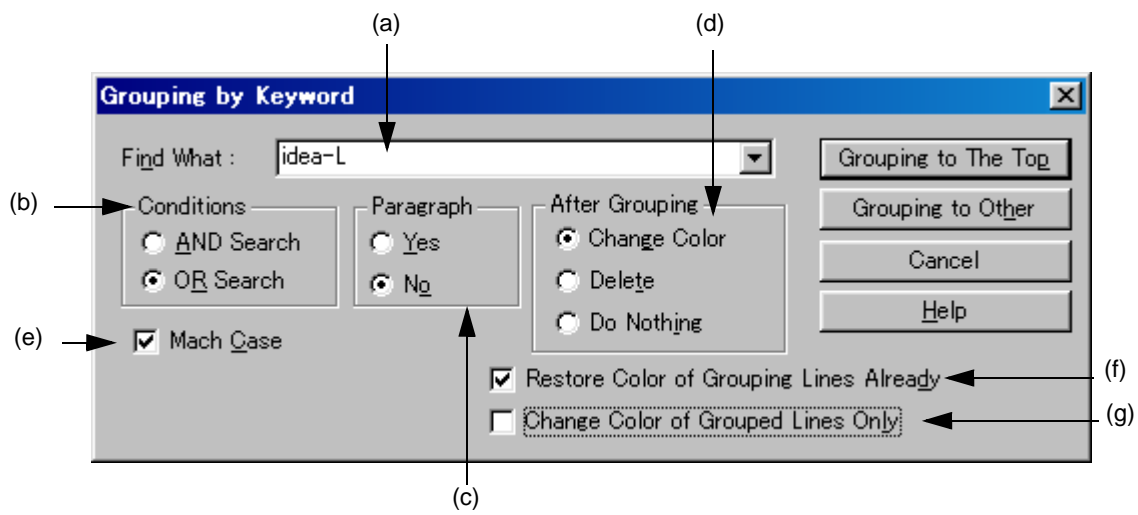 (a)
(d)
Grouping by Keyword
Find What :
idea-L
Grouping to The Top
(b)
Conditions
Paragraph
After Grouping
Grouping to Other
AND Search
Yes
Change Color
OR Search
No
Delete
Cancel
Do Nothing
Help
(e)
Mach Case
Restore Color of Grouping Lines Already
(f)
Change Color of Grouped Lines Only
(g)
(c)